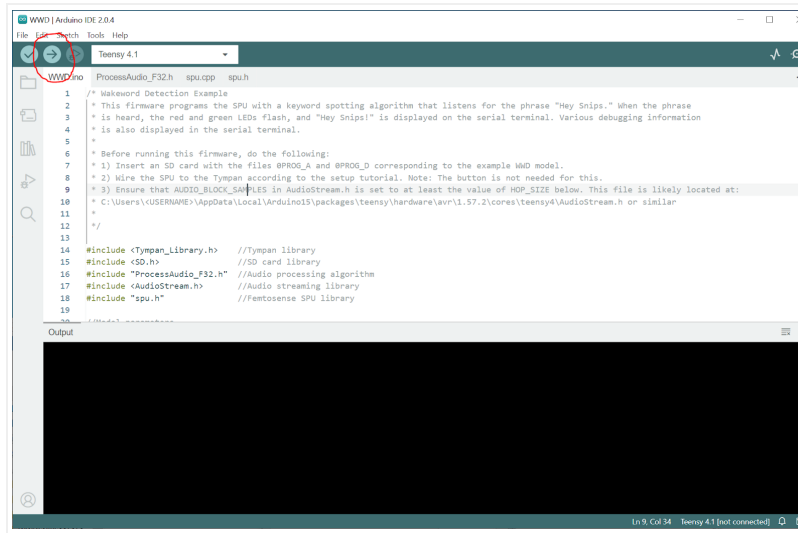 WWD | Arduino IDE 2.0.4
File Edit Sketch Tools Help
Teensy 4.1
WWD.ino ProcessAudio_F32.h spu.cpp spu.h
1 /* Wakeword Detection Example
2 * This firmware programs the SPU with a keyword spotting algorithm that listens for the phrase "Hey Snips." When the phrase
3 * is heard, the red and green LEDs flash, and "Hey Snips!" is displayed on the serial terminal. Various debugging information
4 * is also displayed in the serial terminal.
5 *
6 * Before running this firmware, do the following:
7 * 1) Insert an SD card with the files 0PROG_A and 0PROG_D corresponding to the example WWD model.
8 * 2) Wire the SPU to the Tympan according to the setup tutorial. Note: The button is not needed for this.
9 * 3) Ensure that AUDIO_BLOCK_SAMPLES in AudioStream.h is set to at least the value of HOP_SIZE below. This file is likely located at:
10 * C:\Users\<USERNAME>\AppData\Local\Arduino15\packages\teensy\hardware\avr\1.57.2\cores\teensy4\AudioStream.h or similar
11 *
12 */
13
14 #include <Tympan_Library.h> //Tympan library
15 #include <SD.h> //SD card library
16 #include "ProcessAudio_F32.h" //Audio processing algorithm
17 #include <AudioStream.h> //Audio streaming library
18 #include "spu.h" //Femtosense SPU library
19
Output
Ln 9, Col 34 Teensy 4.1 [not connected]